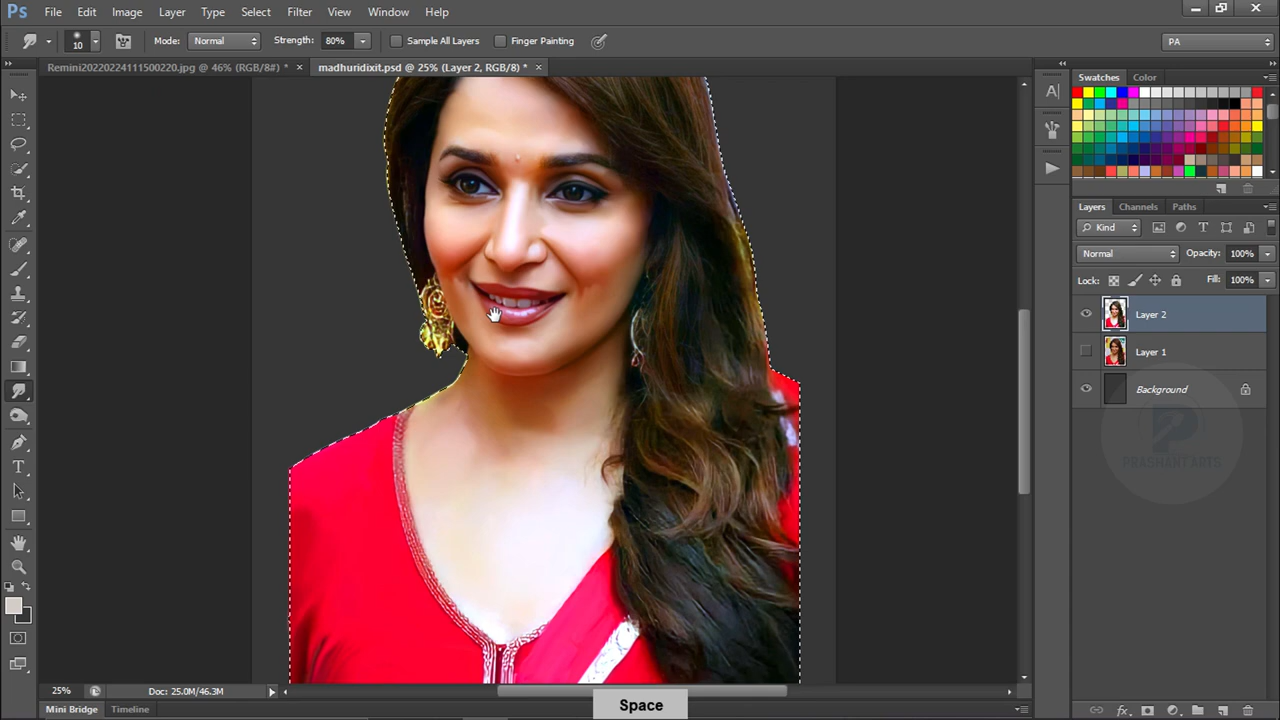 Ps File Edit Image Layer Type Select Filter View Window Help
10 Mode: Normal Strength: 80% Sample All Layers Finger Painting PA
Remini20220224111500220.jpg @ 46% (RGB/8#) * × madhuridixit.psd @ 25% (Layer 2, RGB/8) * ×
Swatches Color
Layers Channels Paths
Kind
Normal Opacity: 100%
Lock: Fill: 100%
Layer 2
Layer 1
Background
PRASHANT ARTS
25% Doc: 25.0M/46.3M
Space
Mini Bridge Timeline